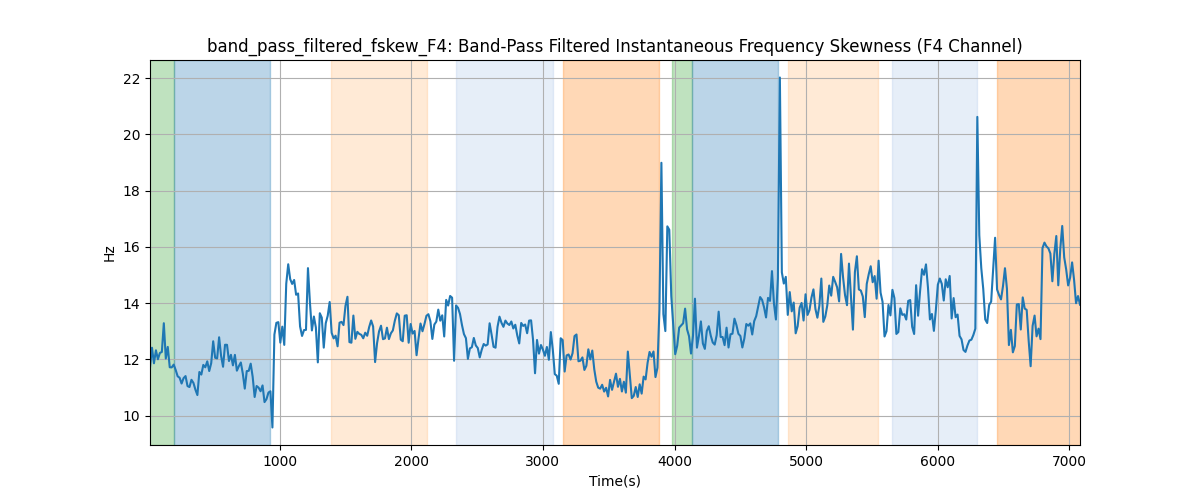 band_pass_filtered_fskew_F4: Band-Pass Filtered Instantaneous Frequency Skewness (F4 Channel)
22
20
18
16
14
12
10
Hz
1000 2000 3000 4000 5000 6000 7000
Time(s)